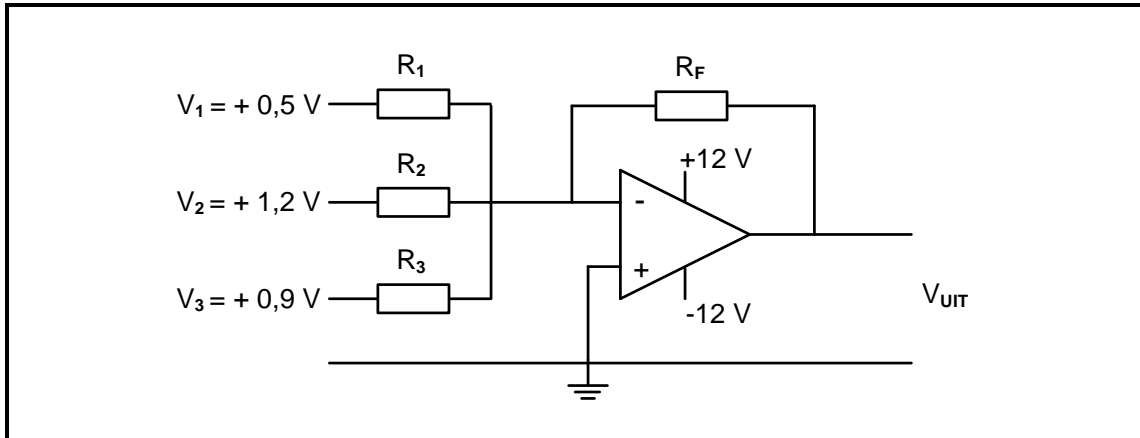 R1
RF
V1 = + 0,5 V
+12 V
R2
V2 = + 1,2 V
-
R3
+
V3 = + 0,9 V
-12 V
VUIT